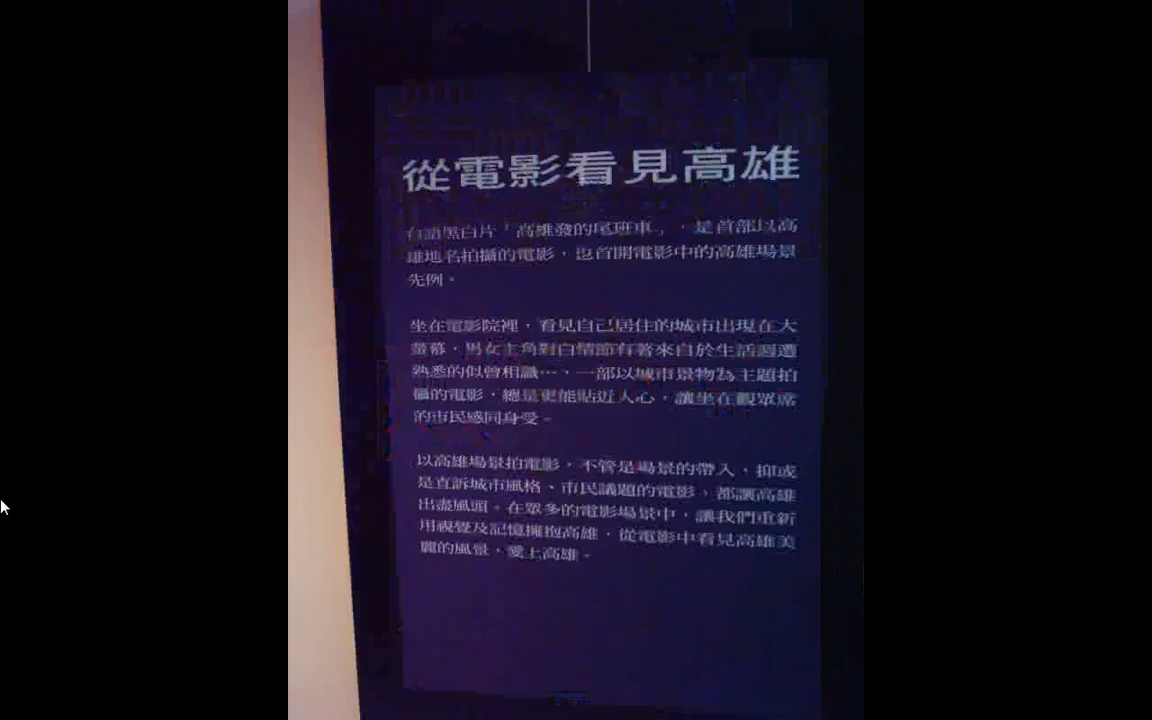 從電影看見高雄
台語黑白片「高雄發的尾班車」，是首部以高
雄地名拍攝的電影，也首開電影中的高雄場景
先例。
坐在電影院裡，看見自己居住的城市出現在大
螢幕，男女主角對白情節有著來自於生活週遭
熟悉的似曾相識…，一部以城市景物為主題拍
攝的電影，總是更能貼近人心，讓坐在觀眾席
的市民感同身受。
以高雄場景拍電影，不管是場景的帶入，抑或
是直訴城市風格、市民議題的電影，都讓高雄
出盡風頭。在眾多的電影場景中，讓我們重新
用視覺及記憶擁抱高雄，從電影中看見高雄美
麗的風景，愛上高雄。